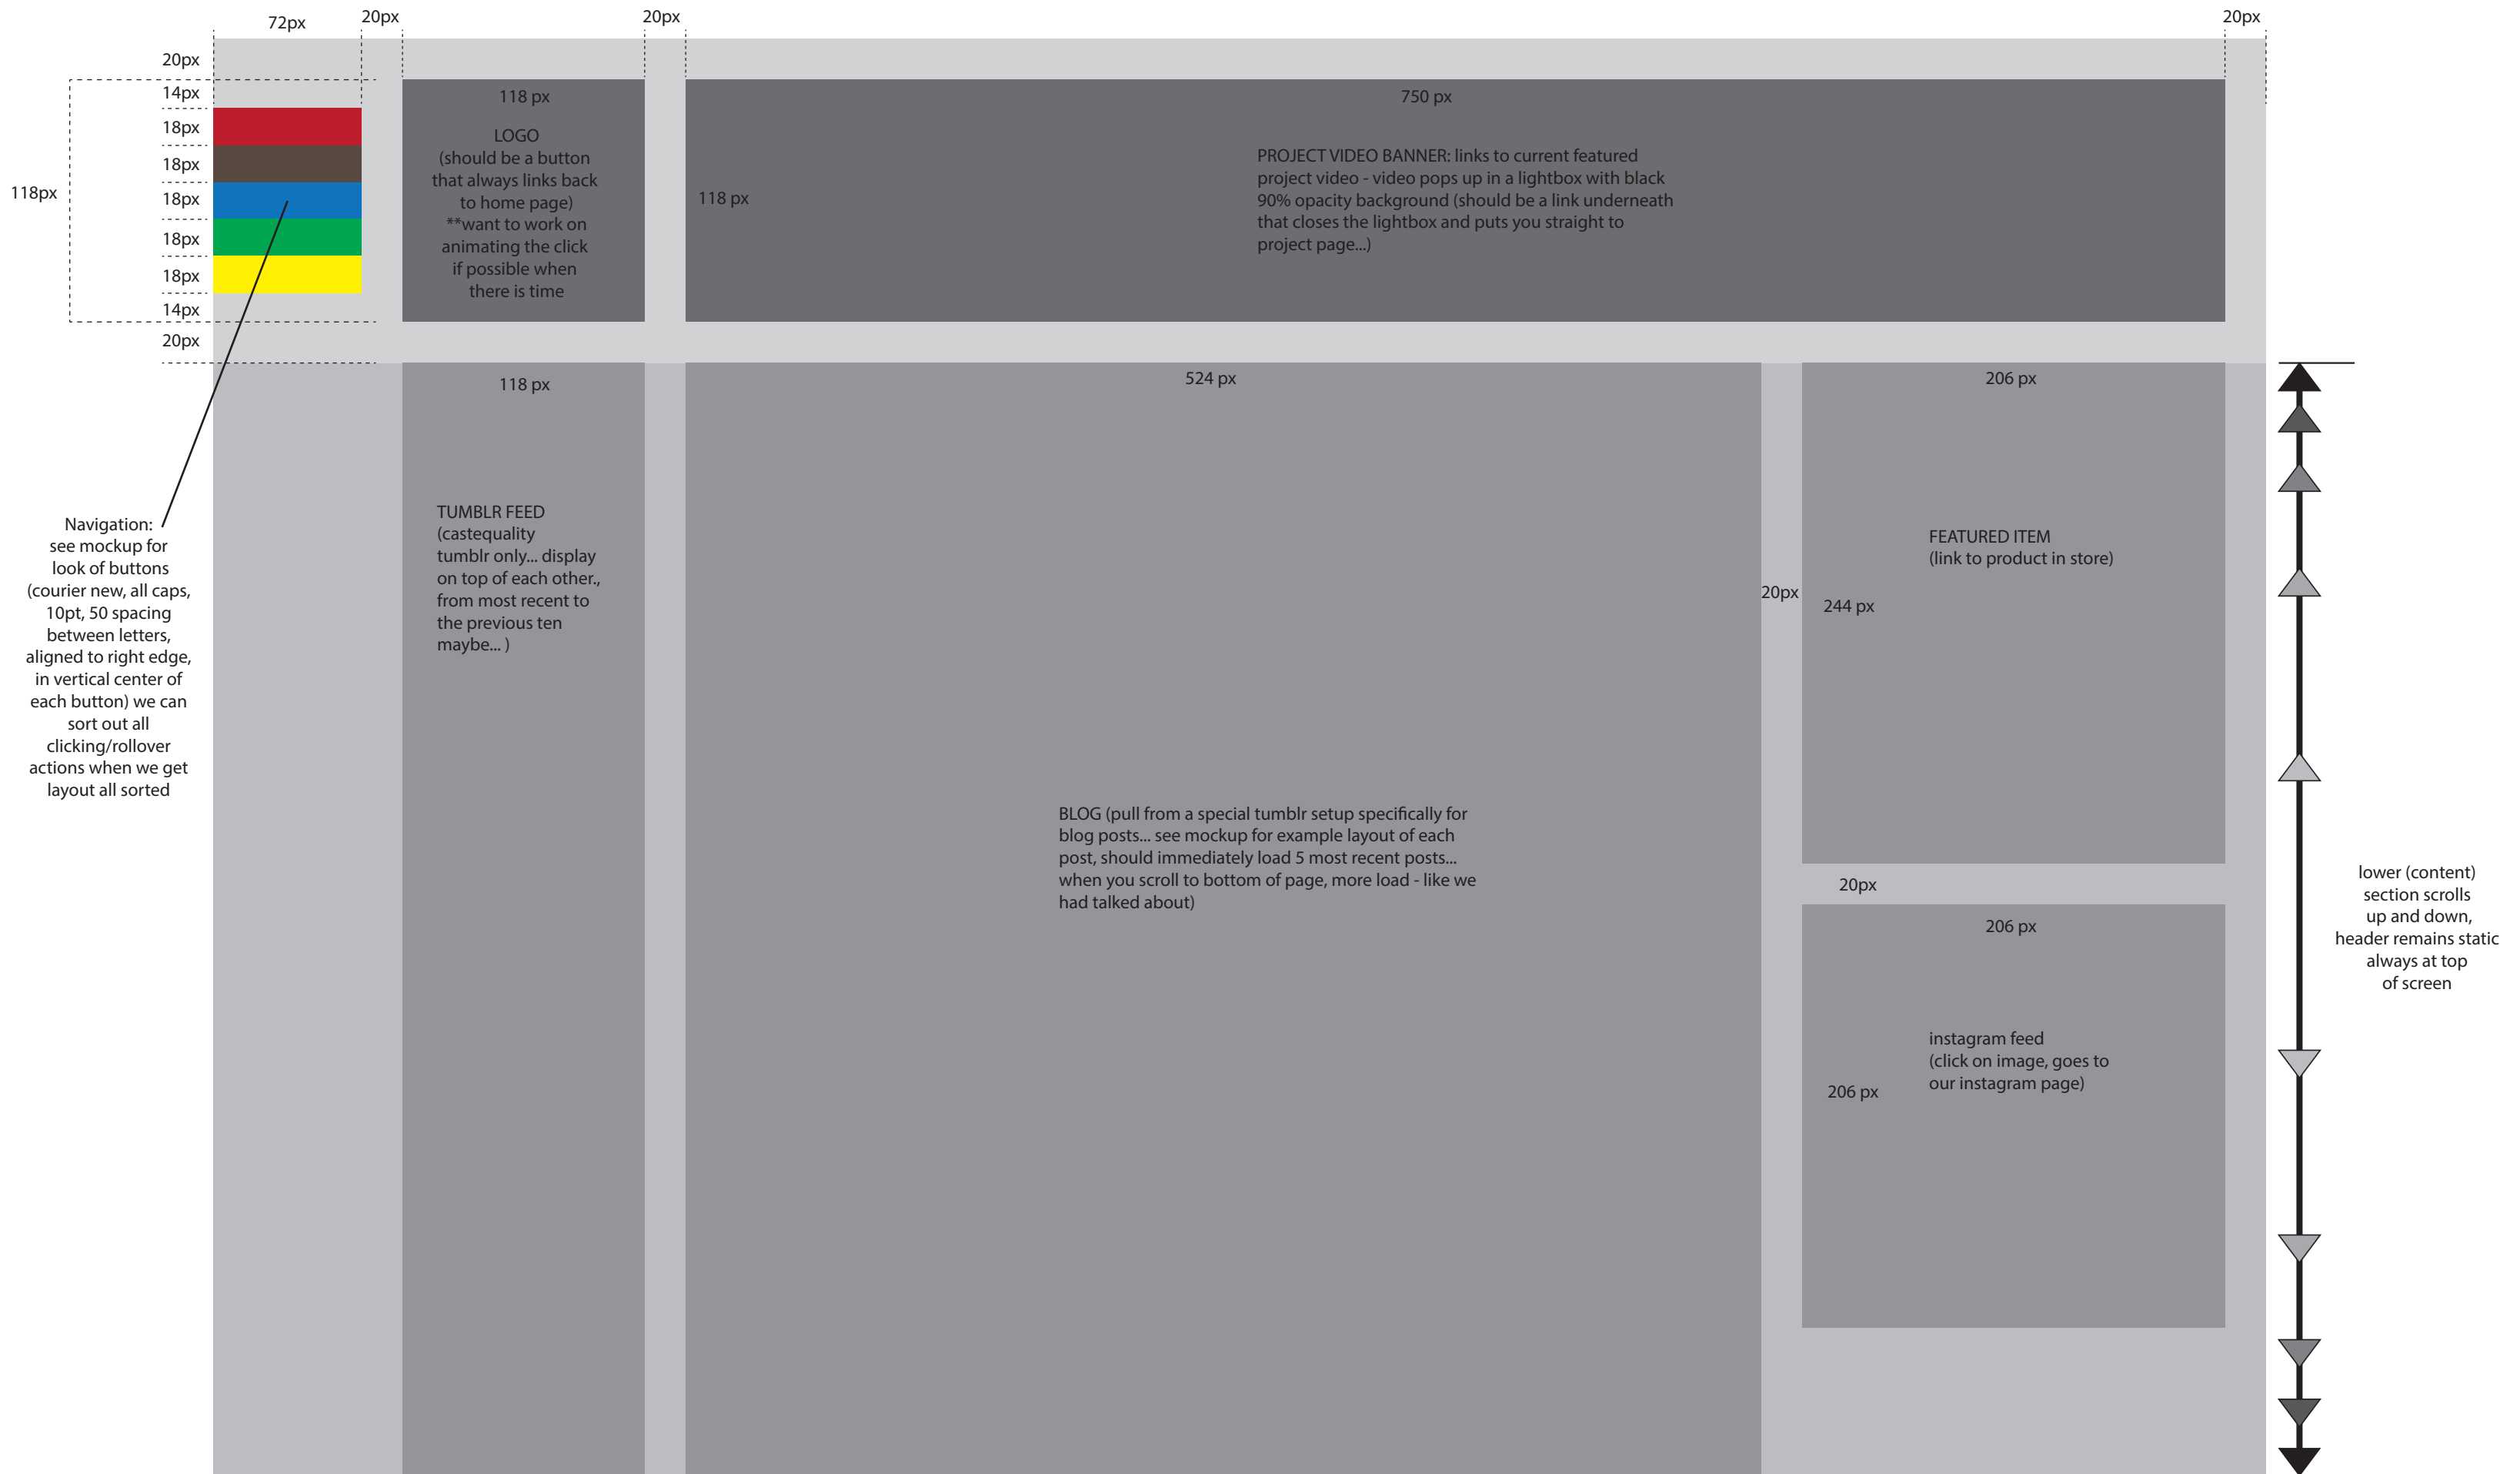 72px
20px
20px
20px
20px
14px
18px
18px
18px
18px
18px
14px
20px
118px
118 px
LOGO
(should be a button
that always links back
to home page)
**want to work on
animating the click
if possible when
there is time
750 px
118 px
PROJECT VIDEO BANNER: links to current featured
project video - video pops up in a lightbox with black
90% opacity background (should be a link underneath
that closes the lightbox and puts you straight to
project page...)
Navigation:
see mockup for
look of buttons
(courier new, all caps,
10pt, 50 spacing
between letters,
aligned to right edge,
in vertical center of
each button) we can
sort out all
clicking/rollover
actions when we get
layout all sorted
118 px
TUMBLR FEED
(castequality
tumblr only... display
on top of each other.,
from most recent to
the previous ten
maybe... )
524 px
BLOG (pull from a special tumblr setup specifically for
blog posts... see mockup for example layout of each
post, should immediately load 5 most recent posts...
when you scroll to bottom of page, more load - like we
had talked about)
20px
206 px
FEATURED ITEM
(link to product in store)
244 px
20px
206 px
instagram feed
(click on image, goes to
our instagram page)
206 px
lower (content)
section scrolls
up and down,
header remains static
always at top
of screen